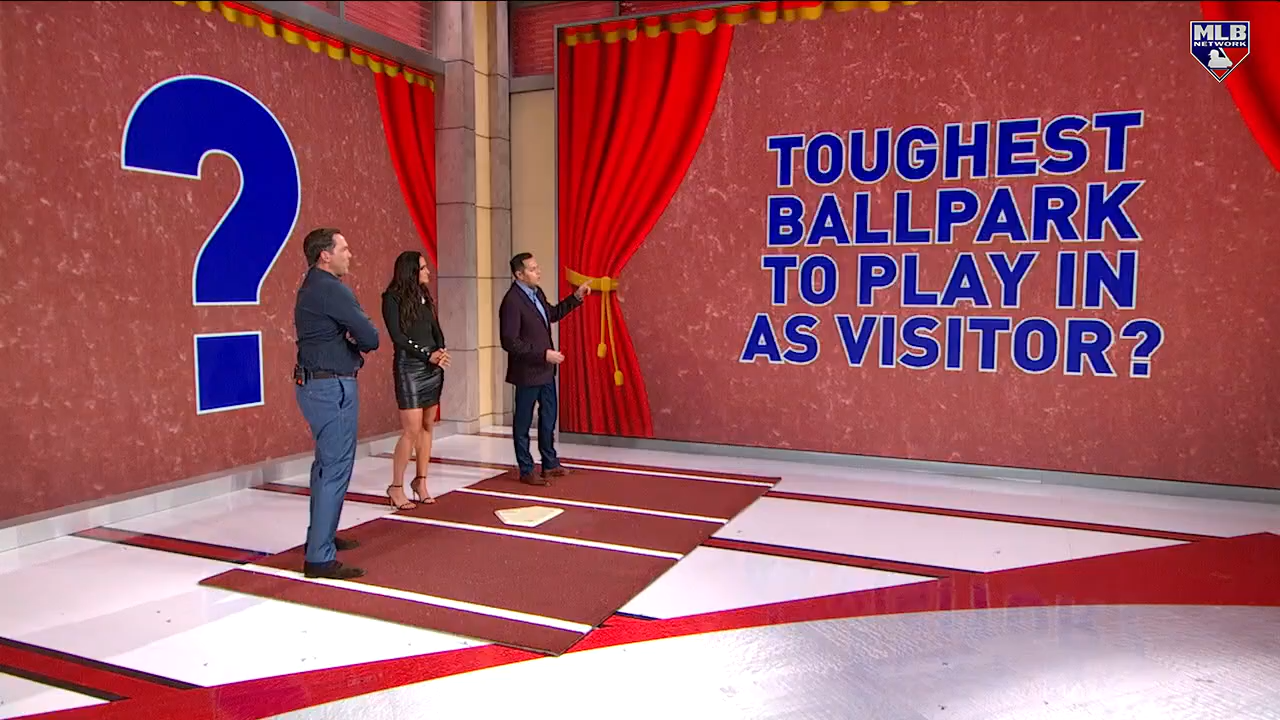 MLB
NETWORK
?
TOUGHEST
BALLPARK
TO PLAY IN
AS VISITOR?